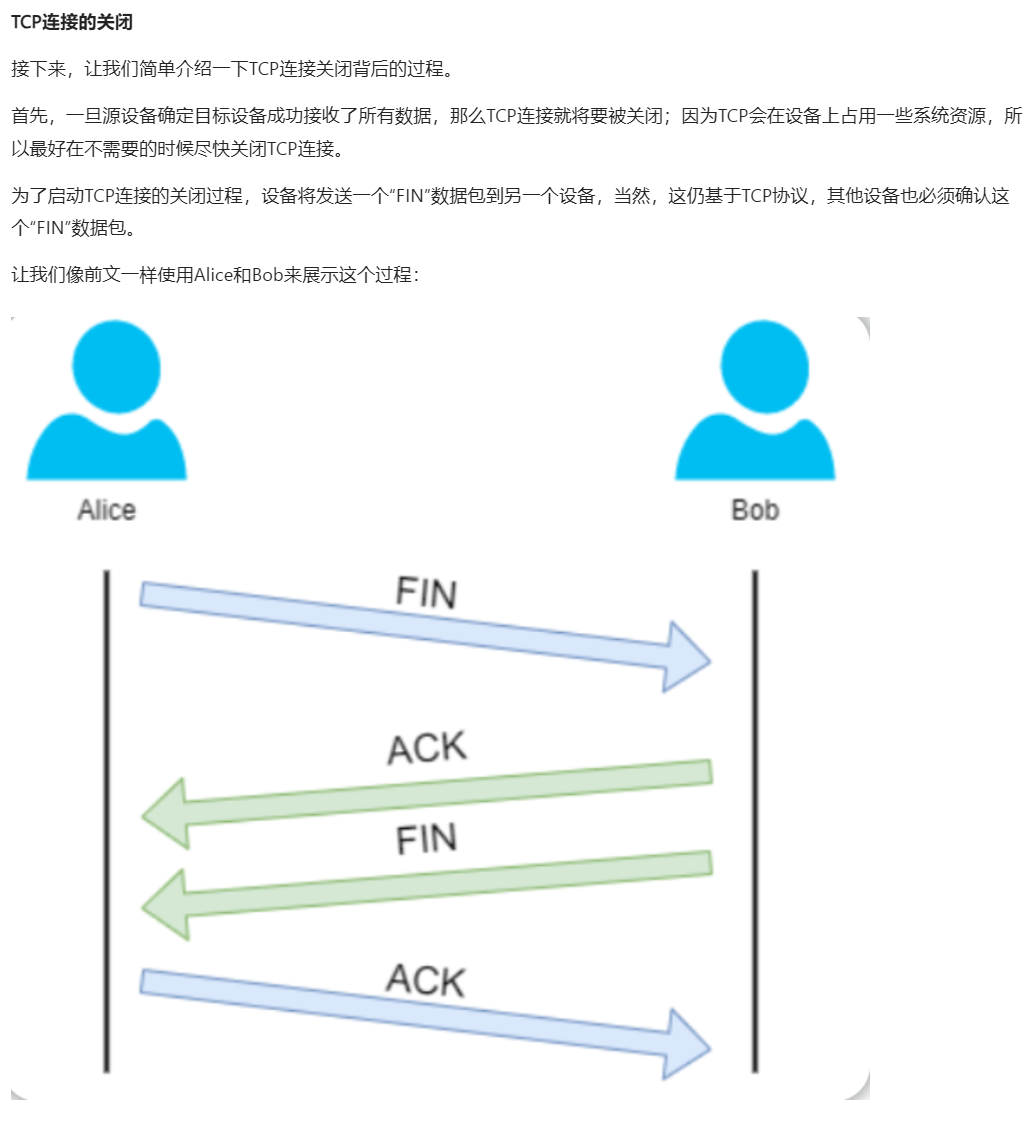 TCP连接的关闭
接下来，让我们简单介绍一下TCP连接关闭背后的过程。
首先，一旦源设备确定目标设备成功接收了所有数据，那么TCP连接就将要被关闭；因为TCP会在设备上占用一些系统资源，所
以最好在不需要的时候尽快关闭TCP连接。
为了启动TCP连接的关闭过程，设备将发送一个“FIN”数据包到另一个设备，当然，这仍基于TCP协议，其他设备也必须确认这
个“FIN”数据包。
让我们像前文一样使用Alice和Bob来展示这个过程：
Alice
Bob
FIN
ACK
FIN
ACK